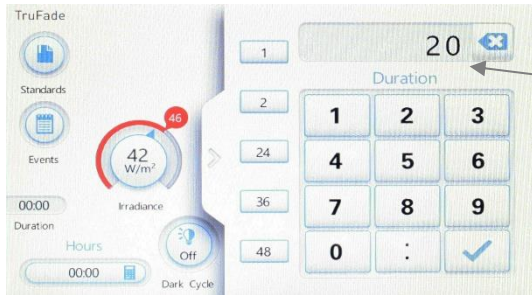 TruFade
Standards
Events
00:00
Duration
Hours
00:00
46
42
W/m²
Irradiance
Off
Dark Cycle
1
2
24
36
48
20
Duration
1 2 3
4 5 6
7 8 9
0 :